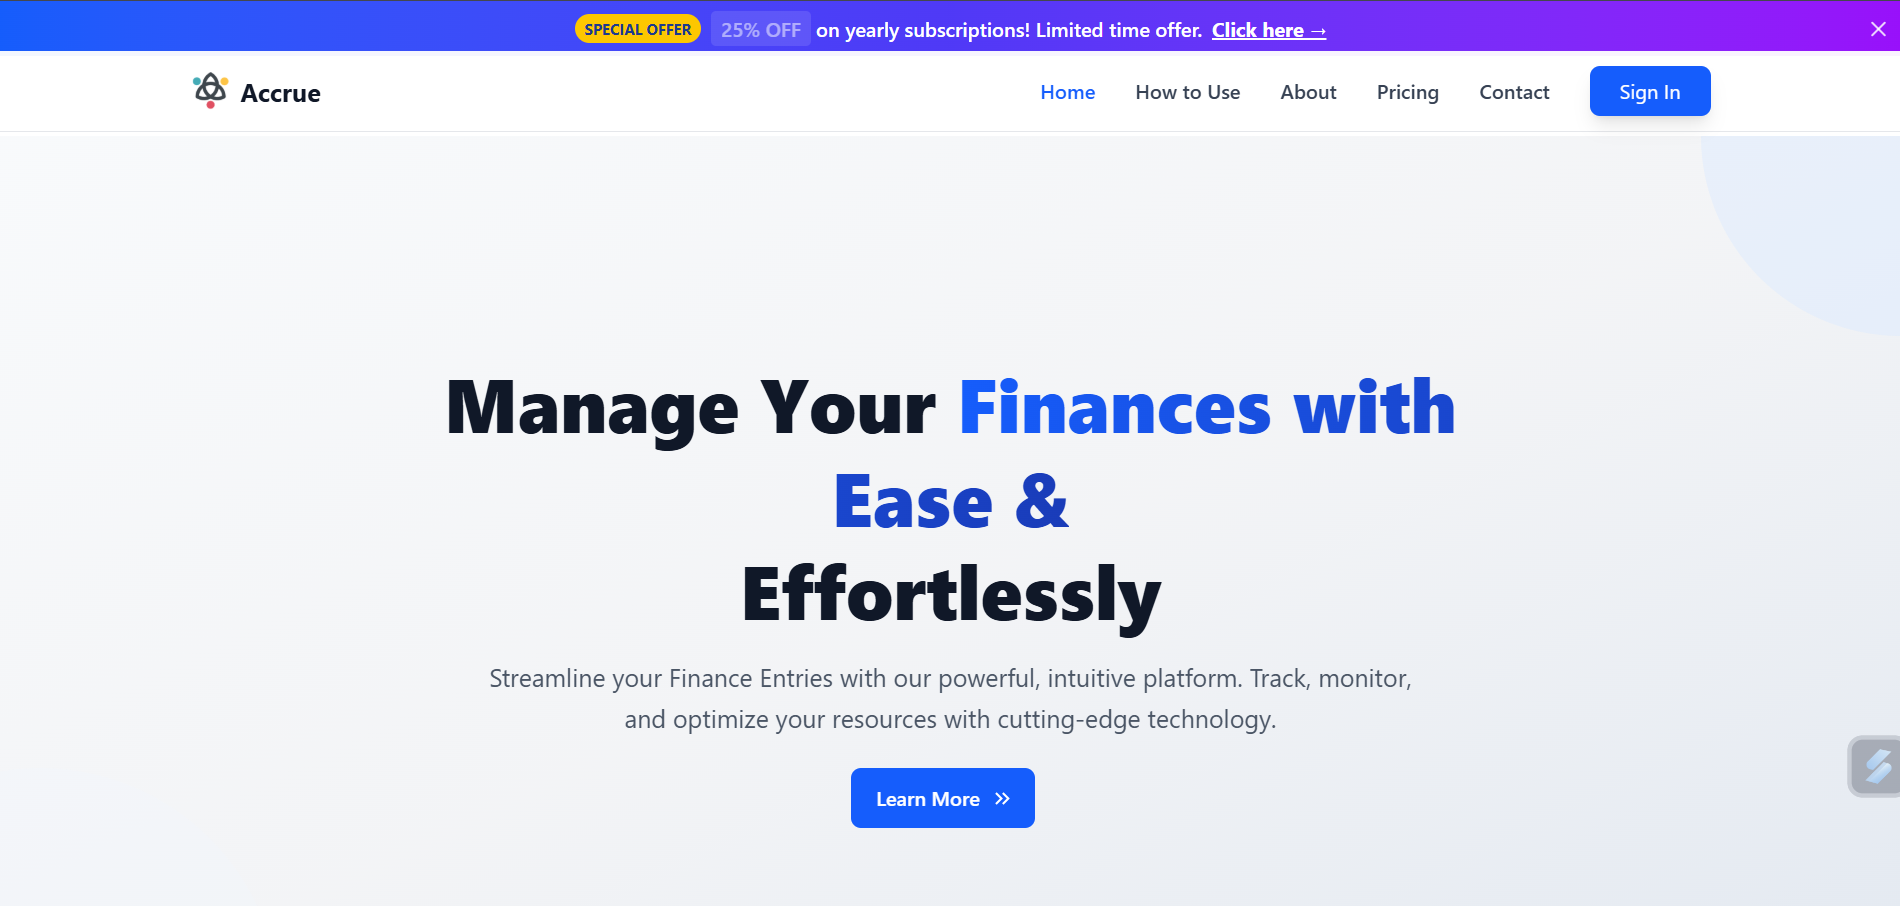 SPECIAL OFFER 25% OFF on yearly subscriptions! Limited time offer. Click here →
Accrue Home How to Use About Pricing Contact Sign In
Manage Your Finances with
Ease &
Effortlessly
Streamline your Finance Entries with our powerful, intuitive platform. Track, monitor,
and optimize your resources with cutting-edge technology.
Learn More